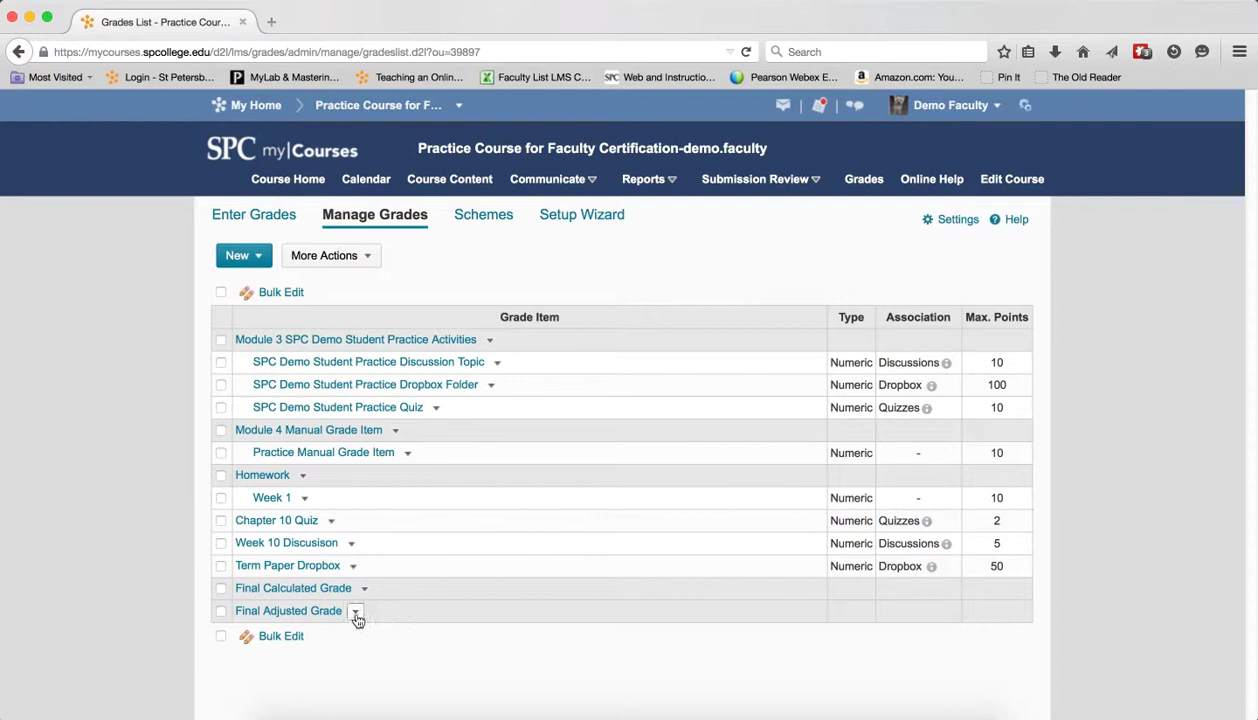 Grades List - Practice Cour...
https://mycourses.spcollege.edu/d2l/lms/grades/admin/manage/gradeslist.d2l?ou=39897
Search
Most Visited
Login - St Petersb...
MyLab & Masterin...
Teaching an Onlin...
Faculty List LMS C...
SPC Web and Instructio...
Pearson Webex E...
Amazon.com: You...
Pin It
The Old Reader
My Home
Practice Course for F...
Demo Faculty
SPC my|Courses
Practice Course for Faculty Certification-demo.faculty
Course Home Calendar Course Content Communicate Reports Submission Review Grades Online Help Edit Course
Enter Grades Manage Grades Schemes Setup Wizard Settings Help
New More Actions
Bulk Edit
Grade Item Type Association Max. Points
Module 3 SPC Demo Student Practice Activities
SPC Demo Student Practice Discussion Topic Numeric Discussions 10
SPC Demo Student Practice Dropbox Folder Numeric Dropbox 100
SPC Demo Student Practice Quiz Numeric Quizzes 10
Module 4 Manual Grade Item
Practice Manual Grade Item Numeric - 10
Homework
Week 1 Numeric - 10
Chapter 10 Quiz Numeric Quizzes 2
Week 10 Discusison Numeric Discussions 5
Term Paper Dropbox Numeric Dropbox 50
Final Calculated Grade
Final Adjusted Grade
Bulk Edit